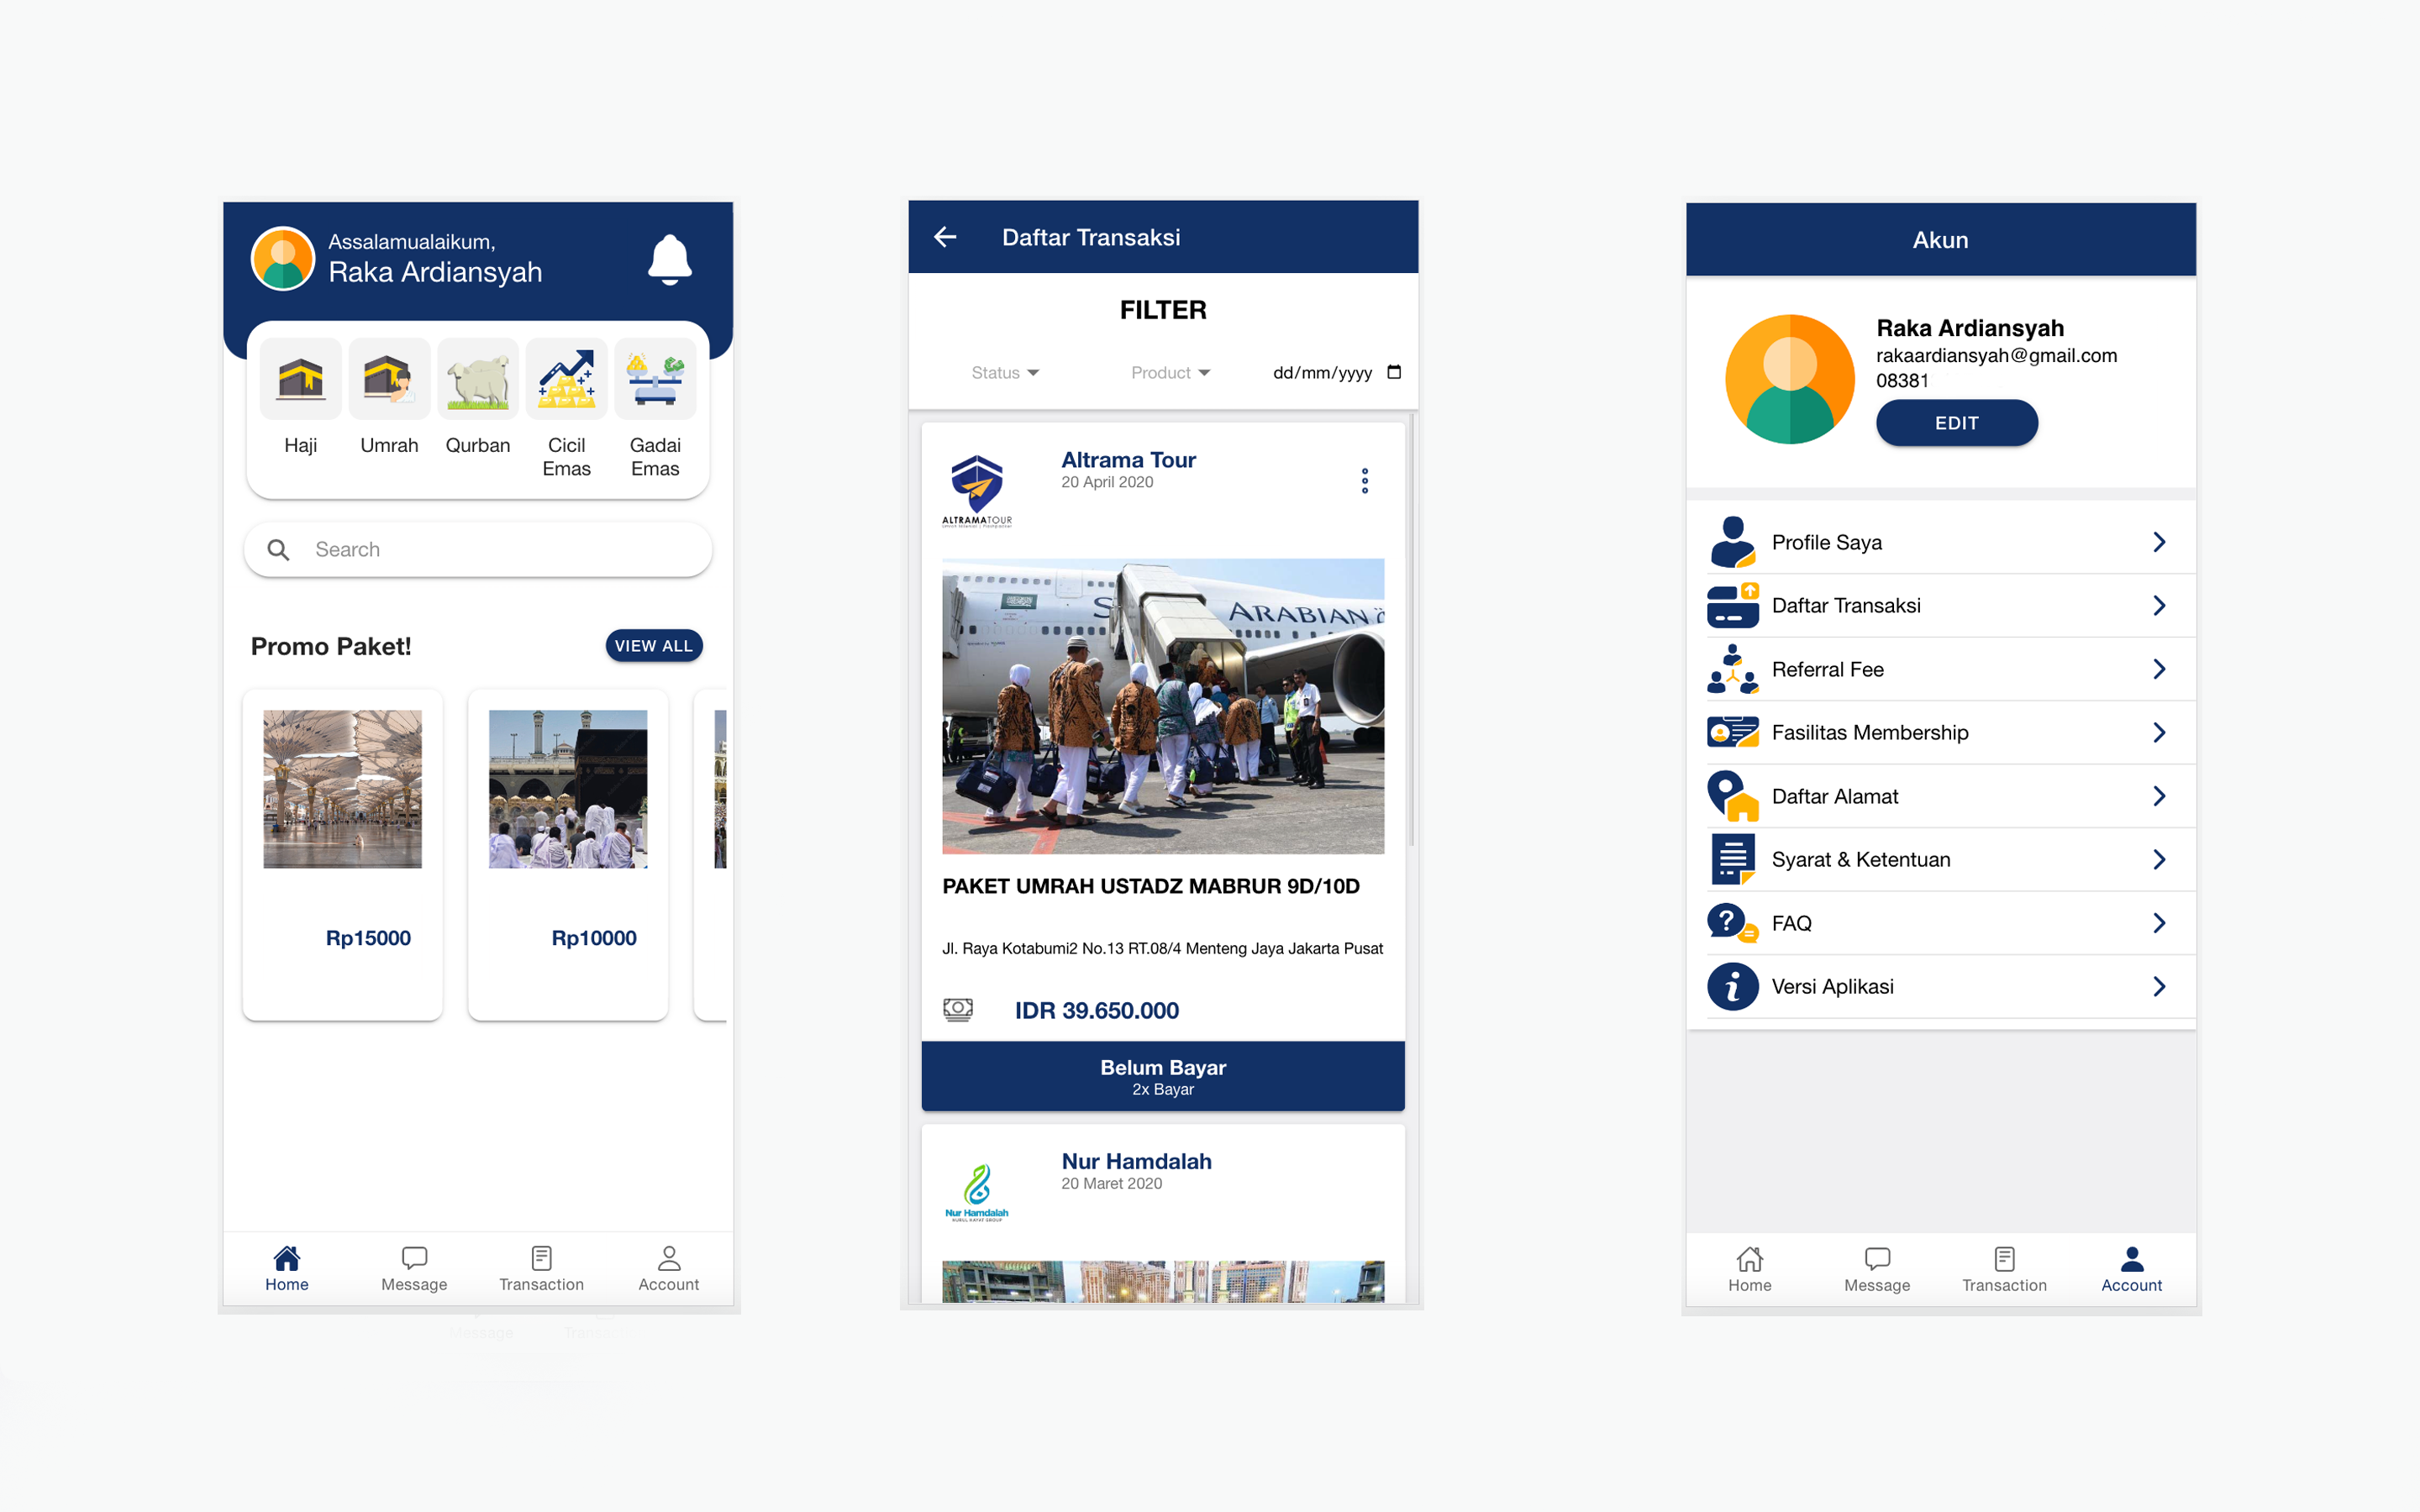 Assalamualaikum,
Raka Ardiansyah
Haji
Umrah
Qurban
Cicil
Emas
Gadai
Emas
Search
Promo Paket!
VIEW ALL
Rp15000
Rp10000
Home
Message
Transaction
Account
Daftar Transaksi
FILTER
Status
Product
dd/mm/yyyy
Altrama Tour
20 April 2020
ALTRAMATOUR
ARABIAN
PAKET UMRAH USTADZ MABRUR 9D/10D
Jl. Raya Kotabumi2 No.13 RT.08/4 Menteng Jaya Jakarta Pusat
IDR 39.650.000
Belum Bayar
2x Bayar
Nur Hamdalah
20 Maret 2020
Nur Hamdalah
NURUL HAYAT GROUP
Akun
Raka Ardiansyah
rakaardiansyah@gmail.com
08381
EDIT
Profile Saya
Daftar Transaksi
Referral Fee
Fasilitas Membership
Daftar Alamat
Syarat & Ketentuan
FAQ
Versi Aplikasi
Home
Message
Transaction
Account